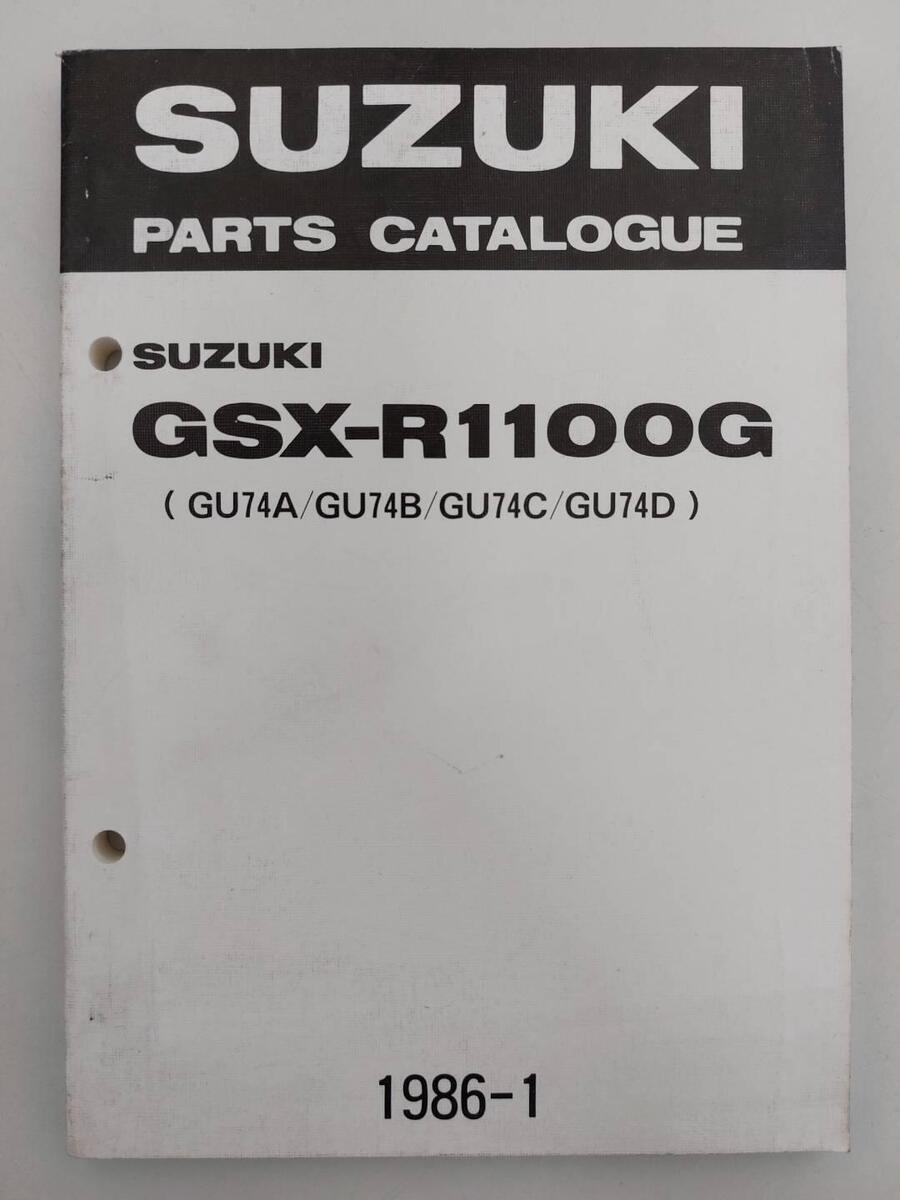 SUZUKI
PARTS CATALOGUE
SUZUKI
GSX-R1100G
( GU74A/GU74B/GU74C/GU74D )
1986-1